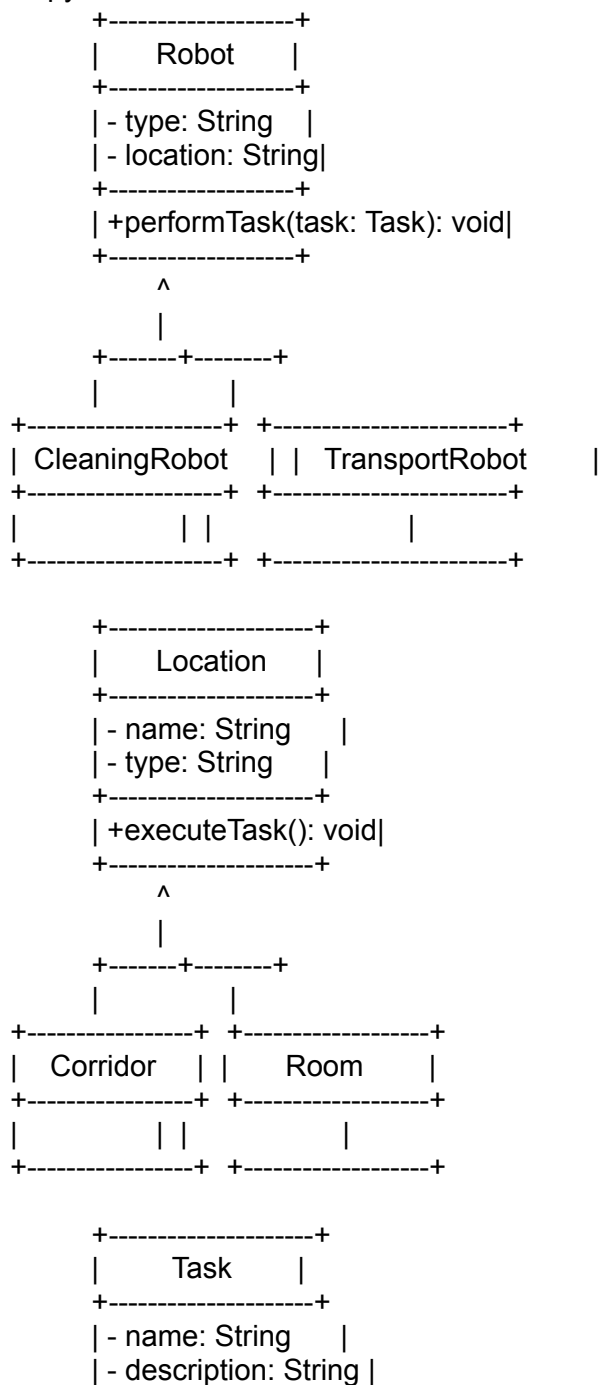 +-------------------+
| Robot |
+-------------------+
| - type: String |
| - location: String|
+-------------------+
| +performTask(task: Task): void|
+-------------------+
^
|
+-------+--------+
| |
+--------------------+ +------------------------+
| CleaningRobot | | TransportRobot |
+--------------------+ +------------------------+
| | | |
+--------------------+ +------------------------+
+---------------------+
| Location |
+---------------------+
| - name: String |
| - type: String |
+---------------------+
| +executeTask(): void|
+---------------------+
^
|
+-------+--------+
| |
+-----------------+ +-------------------+
| Corridor | | Room |
+-----------------+ +-------------------+
| | | |
+-----------------+ +-------------------+
+---------------------+
| Task |
+---------------------+
| - name: String |
| - description: String |